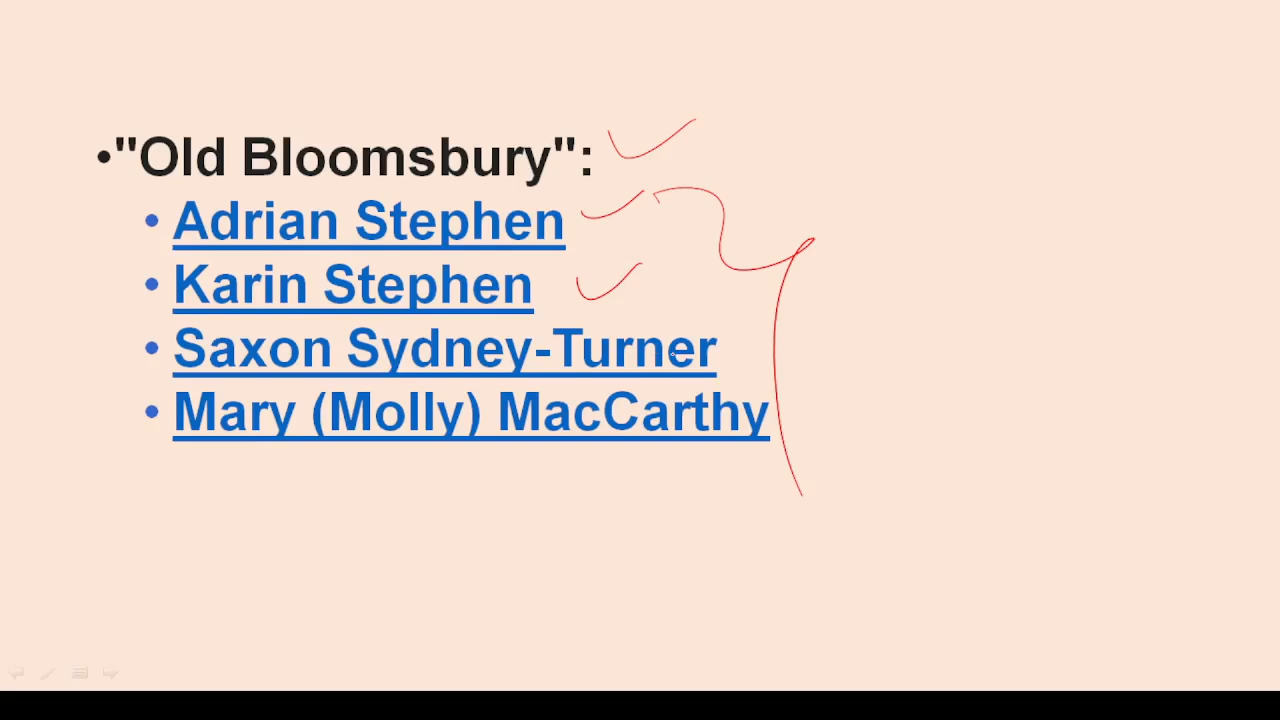 •"Old Bloomsbury":
• Adrian Stephen
• Karin Stephen
• Saxon Sydney-Turner
• Mary (Molly) MacCarthy